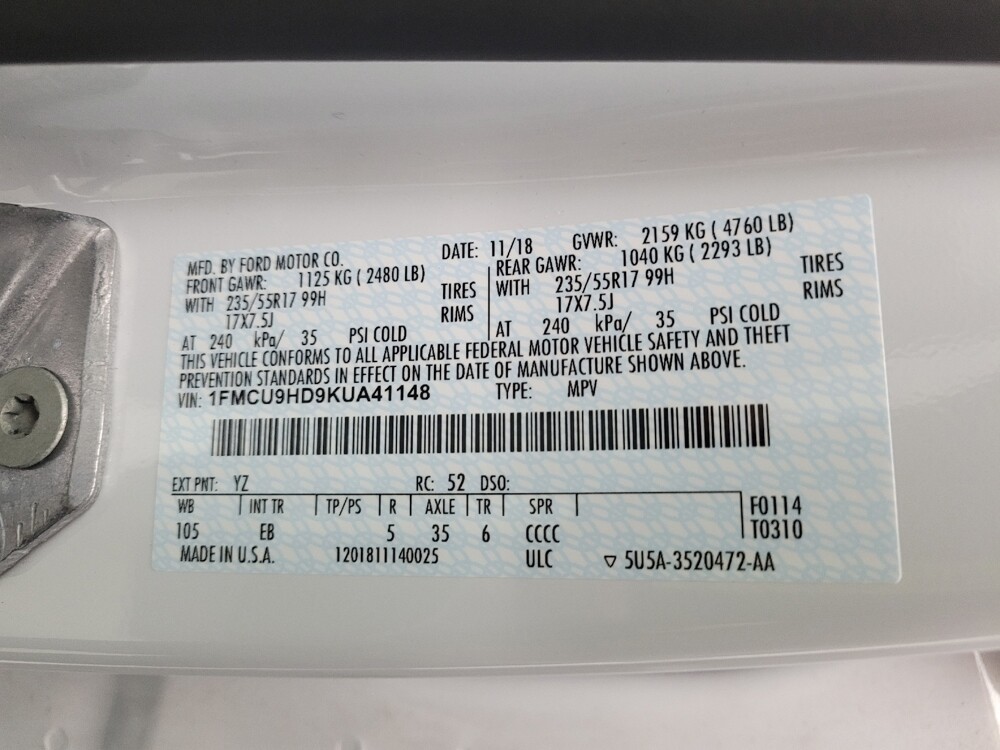 MFD. BY FORD MOTOR CO. DATE: 11/18 GVWR: 2159 KG ( 4760 LB)
FRONT GAWR: 1125 KG ( 2480 LB) REAR GAWR: 1040 KG ( 2293 LB)
WITH 235/55R17 99H TIRES WITH 235/55R17 99H TIRES
17X7.5J RIMS 17X7.5J RIMS
AT 240 kPa/ 35 PSI COLD AT 240 kPa/ 35 PSI COLD
THIS VEHICLE CONFORMS TO ALL APPLICABLE FEDERAL MOTOR VEHICLE SAFETY AND THEFT
PREVENTION STANDARDS IN EFFECT ON THE DATE OF MANUFACTURE SHOWN ABOVE.
VIN: 1FMCU9HD9KUA41148 TYPE: MPV
EXT PNT: YZ RC: 52 DSO:
WB INT TR TP/PS R AXLE TR SPR F0114
105 EB 5 35 6 CCCC T0310
MADE IN U.S.A. 1201811140025 ULC ▽ 5U5A-3520472-AA